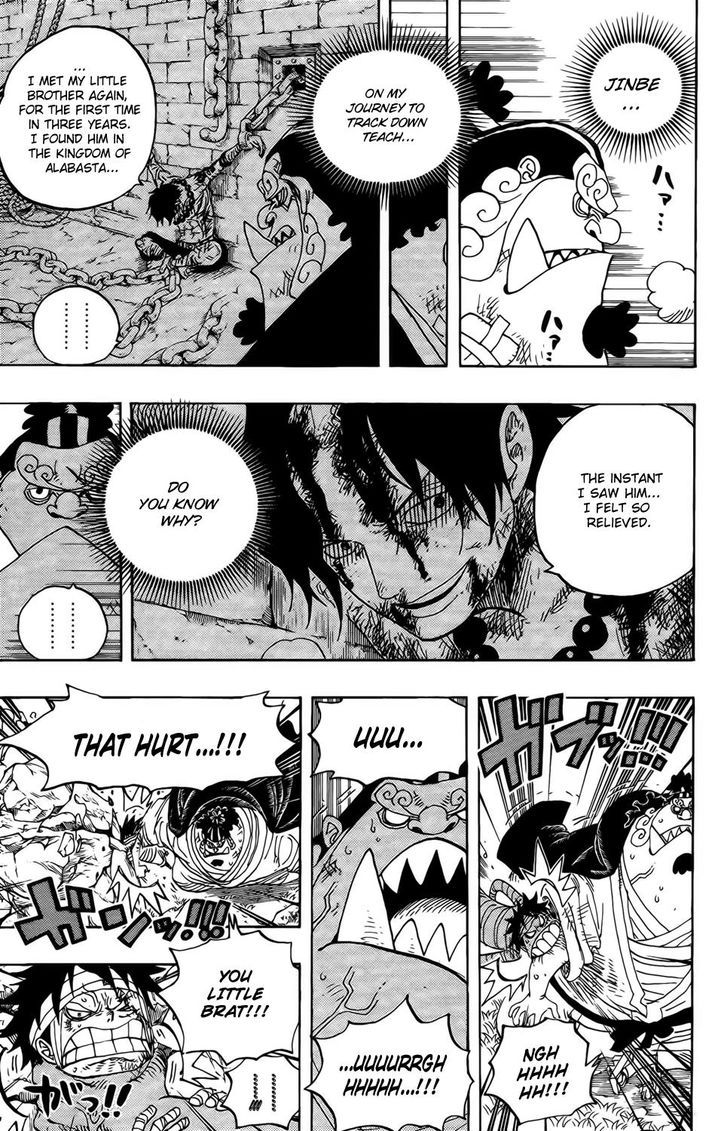 JINBE
...
ハァ…
ON MY
JOURNEY TO
TRACK DOWN
TEACH...
...
I MET MY LITTLE
BROTHER AGAIN,
FOR THE FIRST TIME
IN THREE YEARS.
I FOUND HIM IN
THE KINGDOM OF
ALABASTA...
THE INSTANT
I SAW HIM...
I FELT SO
RELIEVED.
DO
YOU KNOW
WHY?
ガブッ!!!
NGH
HHHH
HH!!!
UUU...
...UUUURRGH
HHHHH...!!!
THAT HURT...!!!
ガーン!!!
YOU
LITTLE
BRAT!!!
がっ!!
!!!